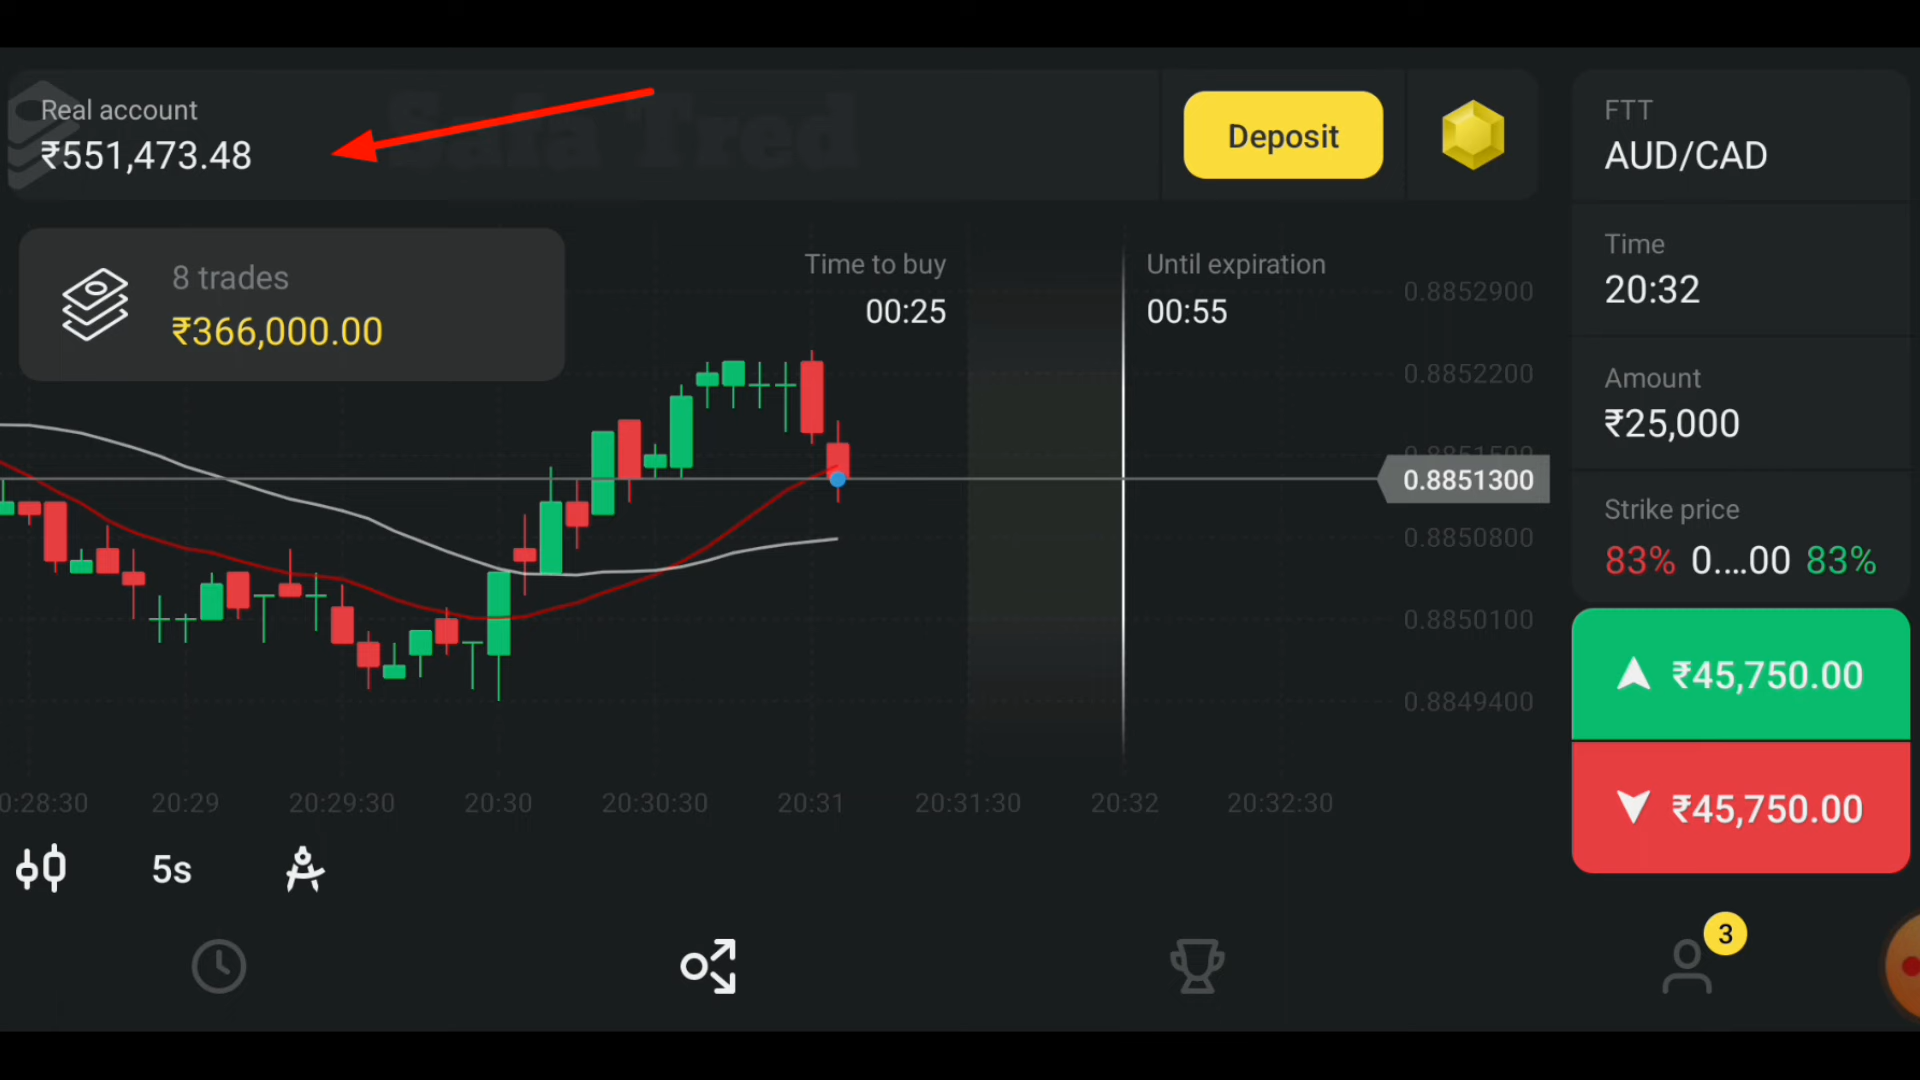 Real account
₹551,473.48
Safa Tred
Deposit
FTT
AUD/CAD
8 trades
₹366,000.00
Time to buy
00:25
Until expiration
00:55
Time
20:32
Amount
₹25,000
Strike price
83% 0....00 83%
0.8852900
0.8852200
0.8851500
0.8851300
0.8850800
0.8850100
0.8849400
₹45,750.00
₹45,750.00
0:28:30 20:29 20:29:30 20:30 20:30:30 20:31 20:31:30 20:32 20:32:30
5s
3